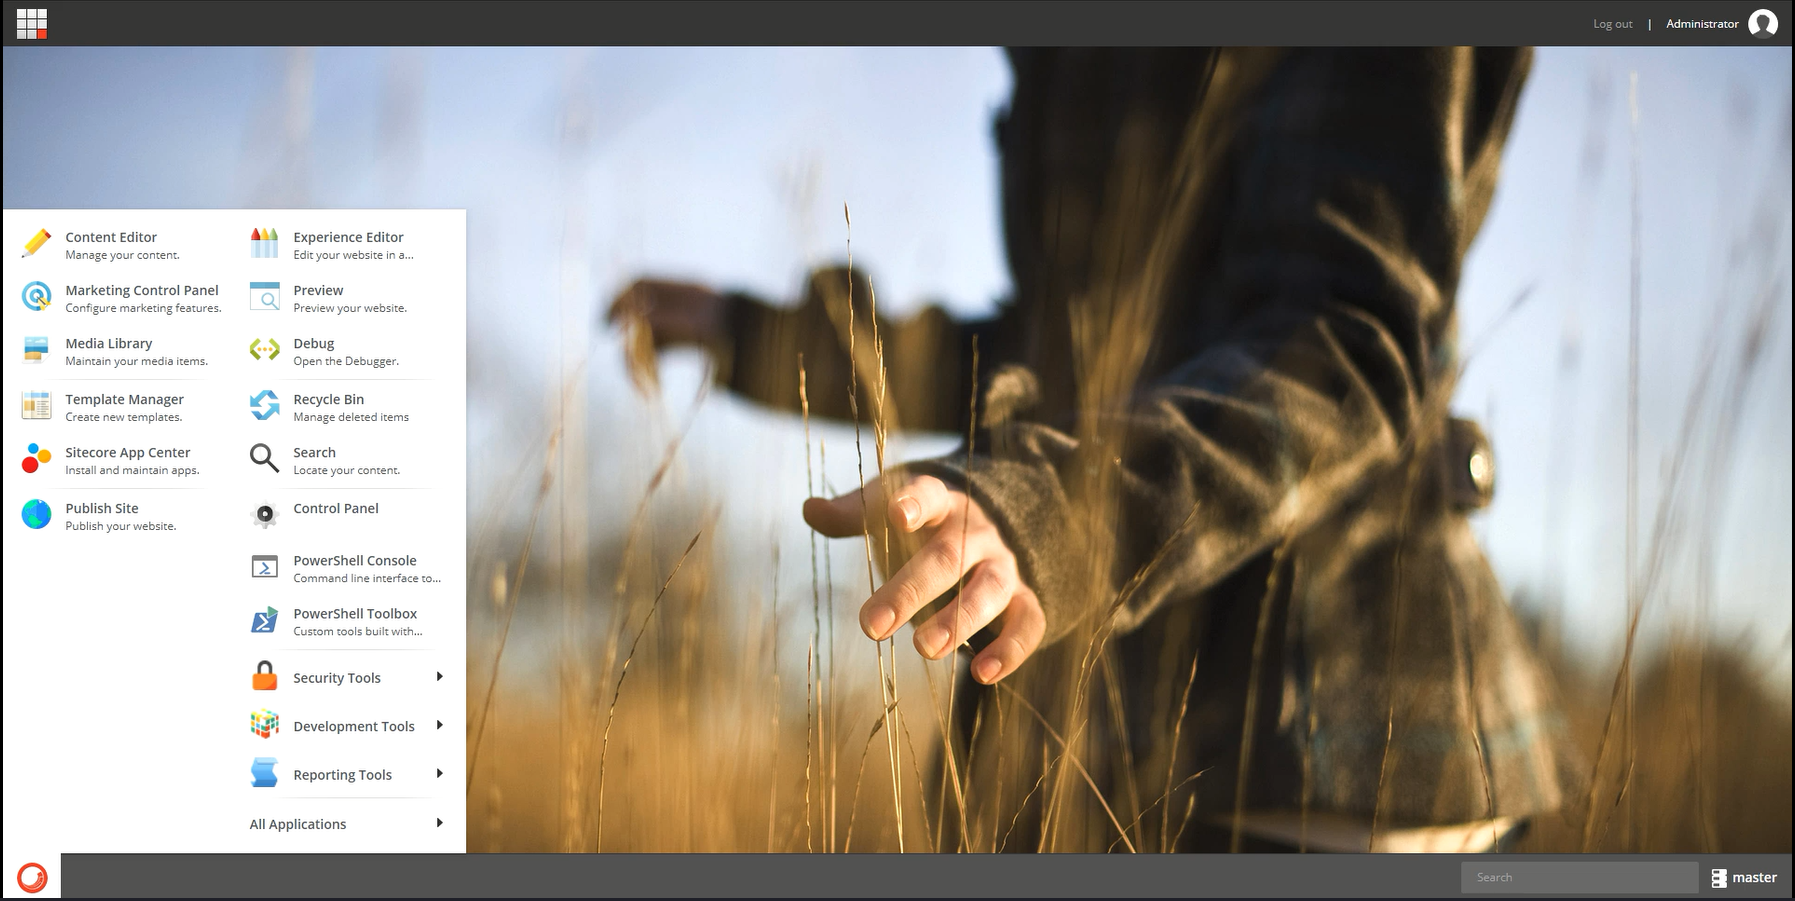 Log out | Administrator
Content Editor
Manage your content.
Marketing Control Panel
Configure marketing features.
Media Library
Maintain your media items.
Template Manager
Create new templates.
Sitecore App Center
Install and maintain apps.
Publish Site
Publish your website.
Experience Editor
Edit your website in a...
Preview
Preview your website.
Debug
Open the Debugger.
Recycle Bin
Manage deleted items
Search
Locate your content.
Control Panel
PowerShell Console
Command line interface to...
PowerShell Toolbox
Custom tools built with...
Security Tools
Development Tools
Reporting Tools
All Applications
Search
master